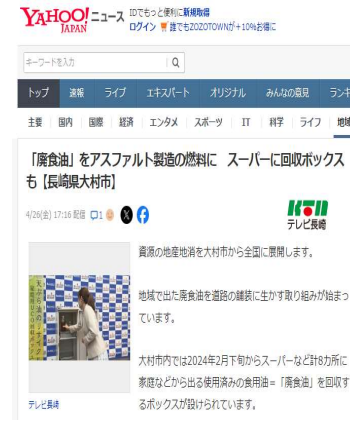 YAHOO! ニュース
JAPAN
IDでもっと便利に新規取得
ログイン 誰でもZOZOTOWNが+10%お得に
キーワードを入力
トップ 速報 ライブ エキスパート オリジナル みんなの意見 ランキ
主要 国内 国際 経済 エンタメ スポーツ IT 科学 ライフ 地域
「廃食油」をアスファルト製造の燃料に スーパーに回収ボックス
も【長崎県大村市】
4/26(金) 17:16 配信 1
KTN
テレビ長崎
資源の地産地消を大村市から全国に展開します。
地域で出た廃食油を道路の舗装に生かす取り組みが始まっ
ています。
大村市内では2024年2月下旬からスーパーなど計8カ所に
家庭などから出る使用済みの食用油=「廃食油」を回収す
るボックスが設けられています。
テレビ長崎